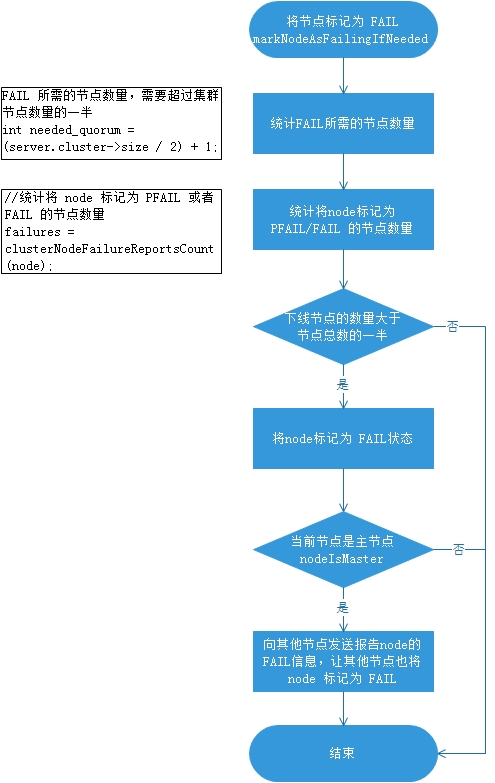 将节点标记为 FAIL
markNodeAsFailingIfNeeded
FAIL 所需的节点数量，需要超过集群
节点数量的一半
int needed_quorum =
(server.cluster->size / 2) + 1;
统计FAIL所需的节点数量
//统计将 node 标记为 PFAIL 或者
FAIL 的节点数量
failures =
clusterNodeFailureReportsCount
(node);
统计将node标记为
PFAIL/FAIL 的节点数量
下线节点的数量大于
节点总数的一半
否
是
将node标记为 FAIL状态
当前节点是主节点
nodeIsMaster
否
是
向其他节点发送报告node的
FAIL信息，让其他节点也将
node 标记为 FAIL
结束